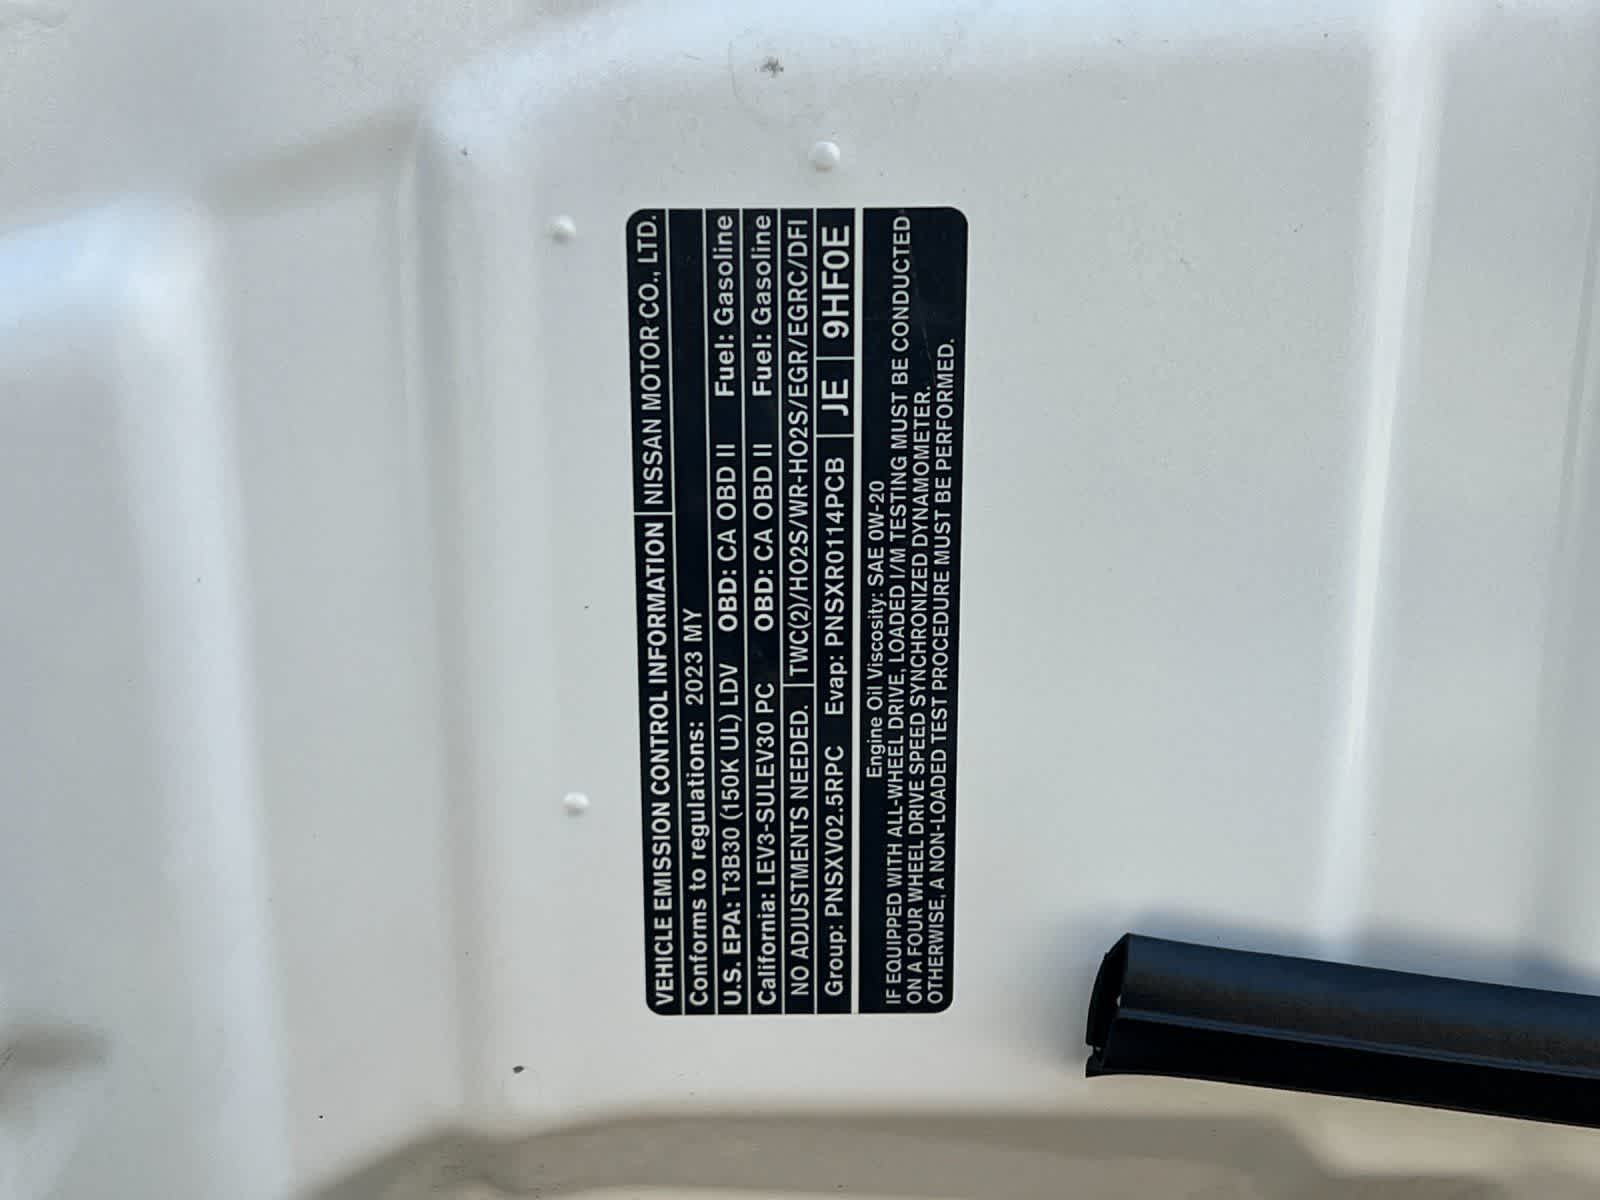 VEHICLE EMISSION CONTROL INFORMATION NISSAN MOTOR CO., LTD.
Conforms to regulations: 2023 MY
U.S. EPA: T3B30 (150K UL) LDV OBD: CA OBD II Fuel: Gasoline
California: LEV3-SULEV30 PC OBD: CA OBD II Fuel: Gasoline
NO ADJUSTMENTS NEEDED. TWC(2)/HO2S/WR-HO2S/EGR/EGRC/DFI
Group: PNSXV02.5RPC Evap: PNSXR0114PCB JE 9HF0E
Engine Oil Viscosity: SAE 0W-20
IF EQUIPPED WITH ALL-WHEEL DRIVE, LOADED I/M TESTING MUST BE CONDUCTED
ON A FOUR WHEEL DRIVE SPEED SYNCHRONIZED DYNAMOMETER.
OTHERWISE, A NON-LOADED TEST PROCEDURE MUST BE PERFORMED.